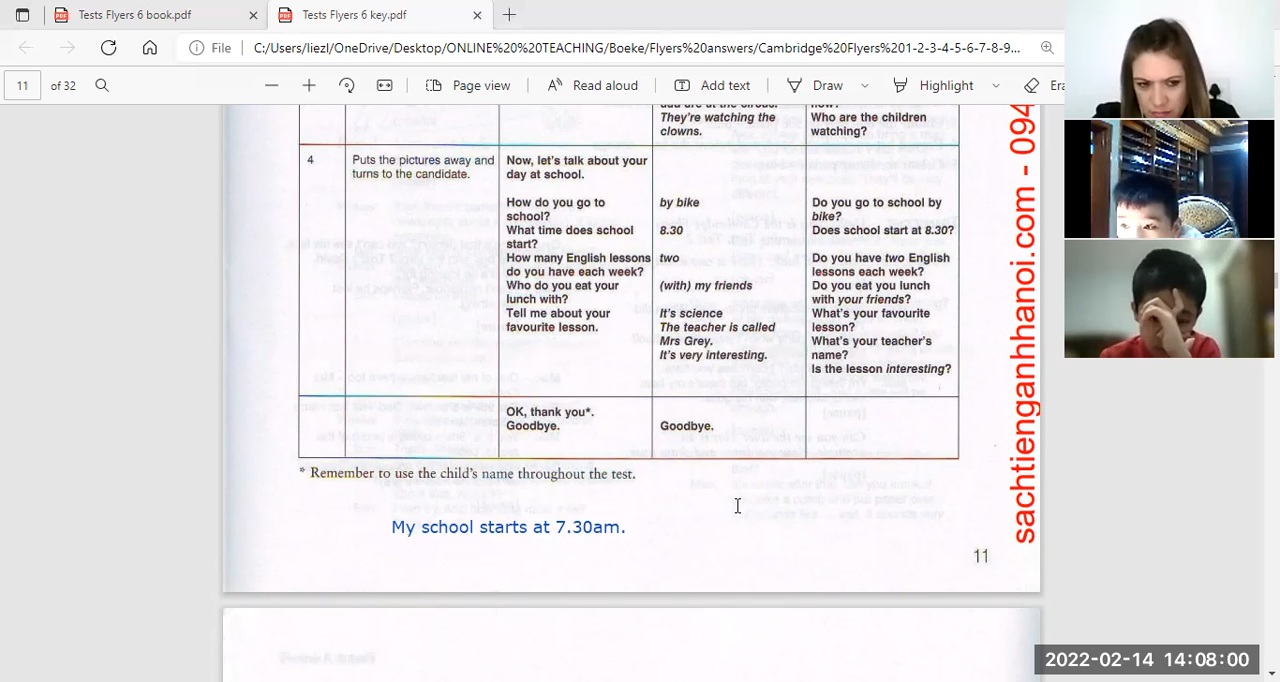 Tests Flyers 6 book.pdf
Tests Flyers 6 key.pdf
File
C:/Users/liezl/OneDrive/Desktop/ONLINE%20%20TEACHING/Boeke/Flyers%20answers/Cambridge%20Flyers%201-2-3-4-5-6-7-8-9...
11
of 32
Page view
Read aloud
Add text
Draw
Highlight
Era
dad are at the circus.
They're watching the
clowns.
now?
Who are the children
watching?
4
Puts the pictures away and
turns to the candidate.
Now, let's talk about your
day at school.
How do you go to
school?
What time does school
start?
How many English lessons
do you have each week?
Who do you eat your
lunch with?
Tell me about your
favourite lesson.
by bike
8.30
two
(with) my friends
It's science
The teacher is called
Mrs Grey.
It's very interesting.
Do you go to school by
bike?
Does school start at 8.30?
Do you have two English
lessons each week?
Do you eat you lunch
with your friends?
What's your favourite
lesson?
What's your teacher's
name?
Is the lesson interesting?
OK, thank you*.
Goodbye.
Goodbye.
* Remember to use the child's name throughout the test.
My school starts at 7.30am.
11
sachtienganhhanoi.com - 094
2022-02-14 14:08:00